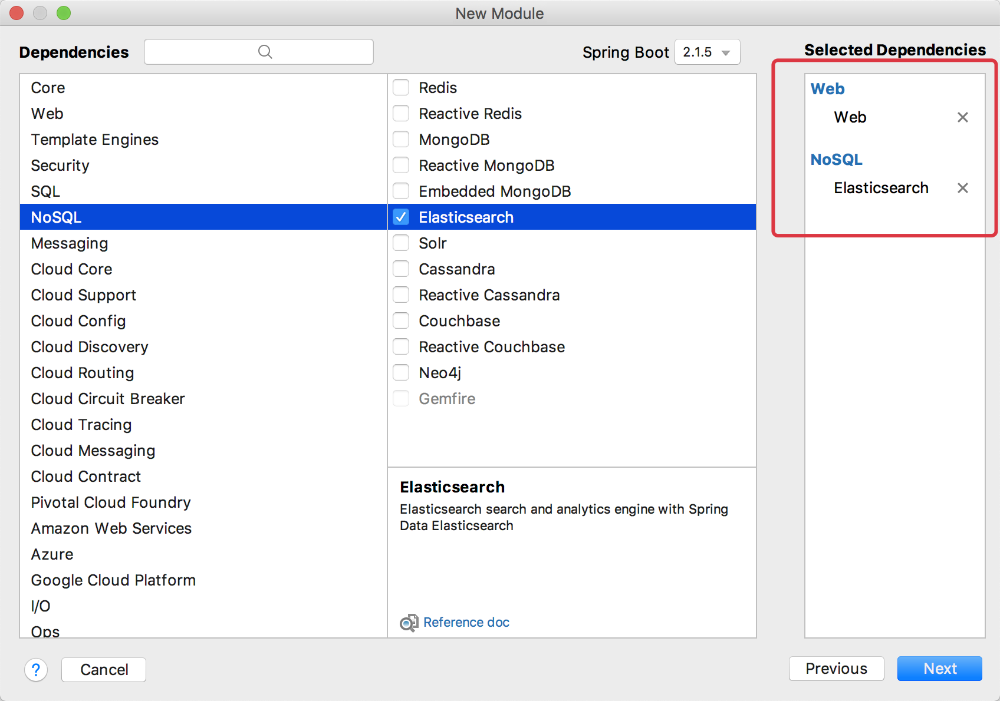 New Module
Dependencies
Spring Boot 2.1.5
Selected Dependencies
Core
Web
Template Engines
Security
SQL
NoSQL
Messaging
Cloud Core
Cloud Support
Cloud Config
Cloud Discovery
Cloud Routing
Cloud Circuit Breaker
Cloud Tracing
Cloud Messaging
Cloud Contract
Pivotal Cloud Foundry
Amazon Web Services
Azure
Google Cloud Platform
I/O
Ops
Redis
Reactive Redis
MongoDB
Reactive MongoDB
Embedded MongoDB
Elasticsearch
Solr
Cassandra
Reactive Cassandra
Couchbase
Reactive Couchbase
Neo4j
Gemfire
Elasticsearch
Elasticsearch search and analytics engine with Spring
Data Elasticsearch
Reference doc
Web
Web
NoSQL
Elasticsearch
?
Cancel
Previous
Next